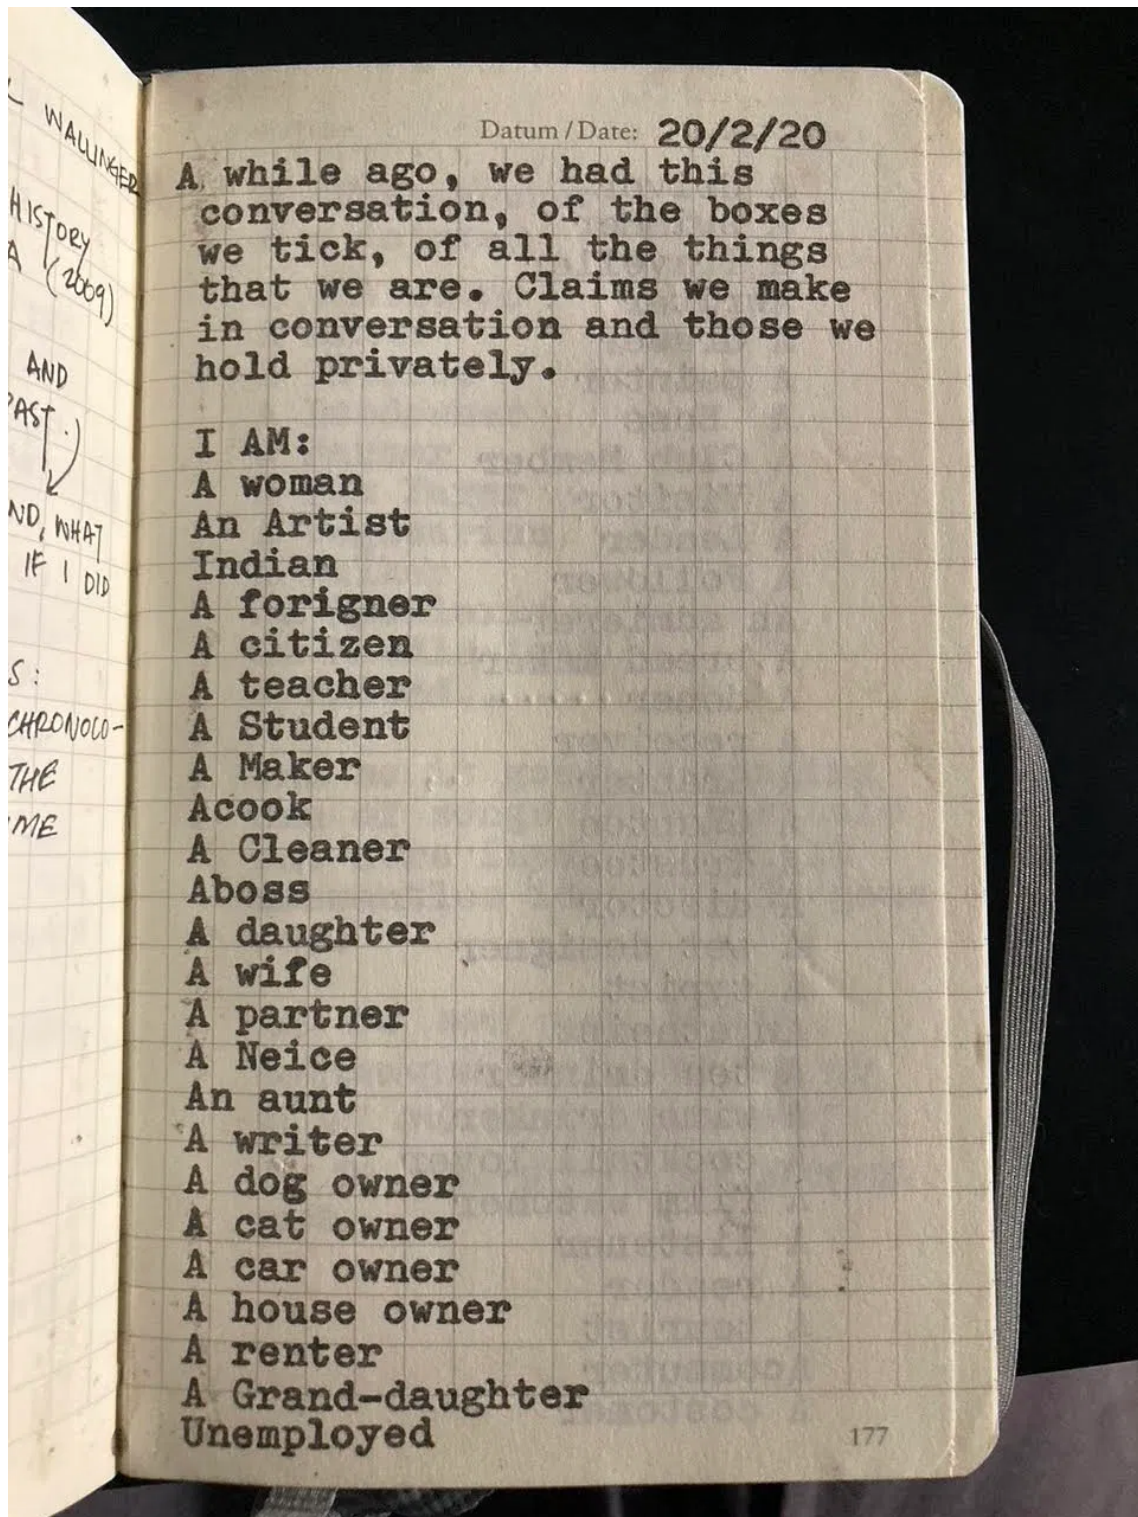 WALLINGER
HISTORY
A (2009)
AND
PAST.)
AND, WHAT
IF I DID
S:
CHRONOLO-
THE
ME
Datum / Date: 20/2/20
A while ago, we had this
conversation, of the boxes
we tick, of all the things
that we are. Claims we make
in conversation and those we
hold privately.
I AM:
A woman
An Artist
Indian
A forigner
A citizen
A teacher
A Student
A Maker
Acook
A Cleaner
Aboss
A daughter
A wife
A partner
A Neice
An aunt
A writer
A dog owner
A cat owner
A car owner
A house owner
A renter
A Grand-daughter
Unemployed
177